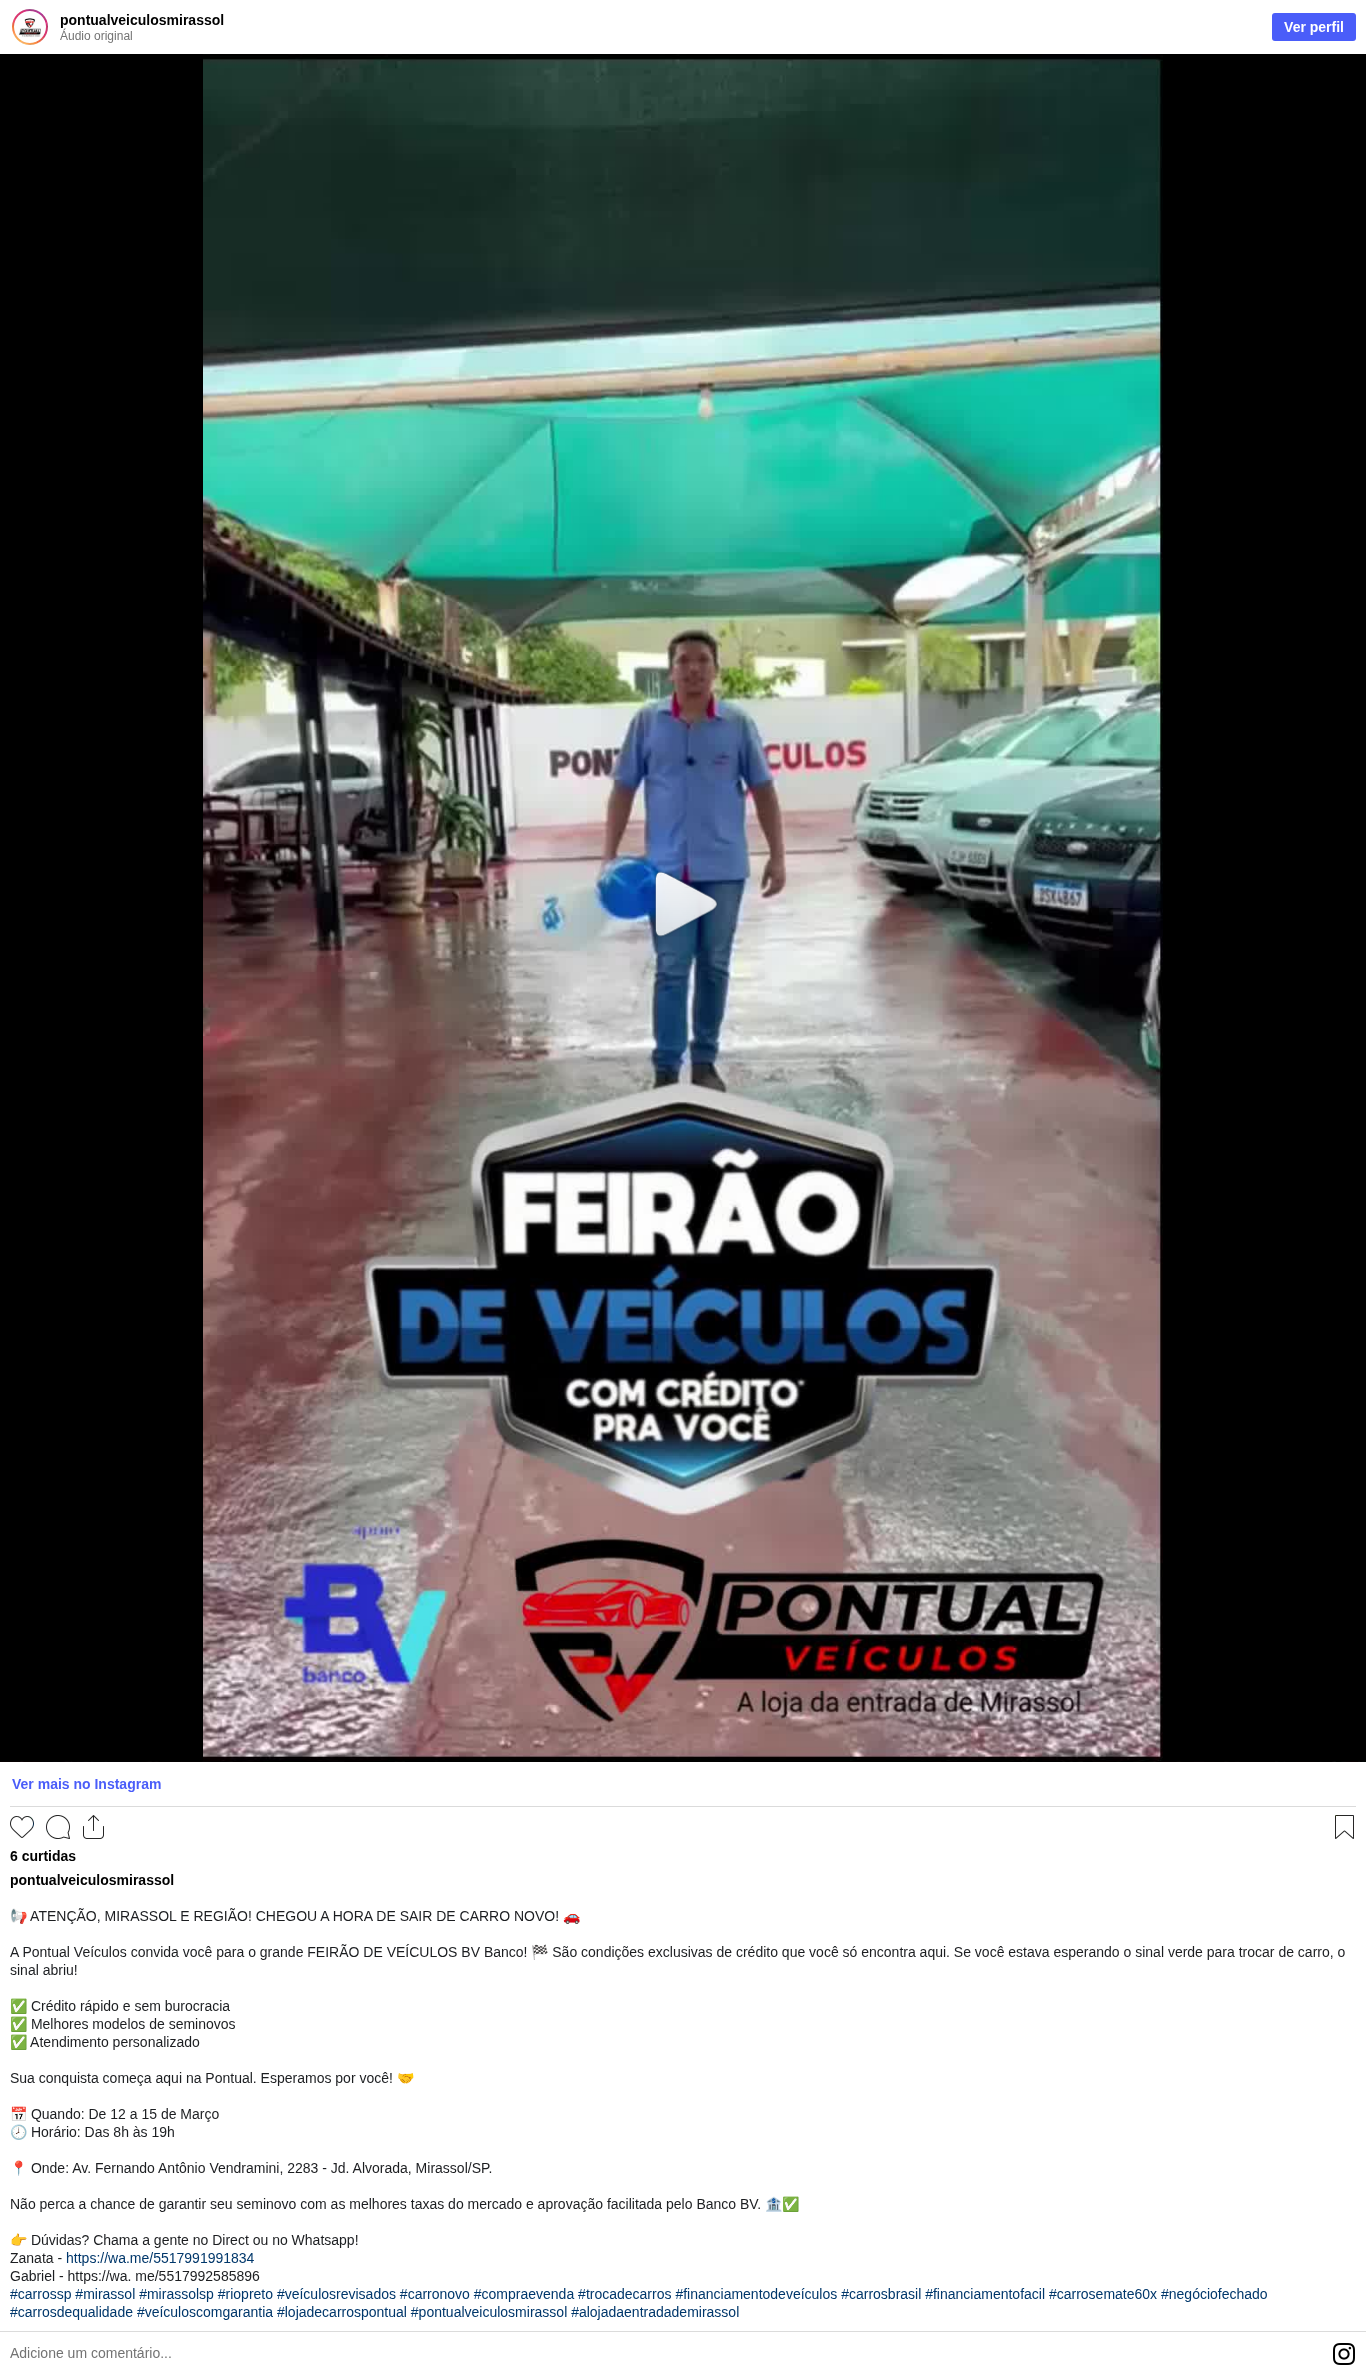 pontualveiculosmirassol
Áudio original
Ver perfil
CULOS
FEIRÃO
DE VEÍCULOS
COM CRÉDITO*
PRA VOCÊ
apoio
BV
banco
PONTUAL
VEÍCULOS
A loja da entrada de Mirassol
Ver mais no Instagram
6 curtidas
pontualveiculosmirassol
📢 ATENÇÃO, MIRASSOL E REGIÃO! CHEGOU A HORA DE SAIR DE CARRO NOVO! 🚗
A Pontual Veículos convida você para o grande FEIRÃO DE VEÍCULOS BV Banco! 🏁 São condições exclusivas de crédito que você só encontra aqui. Se você estava esperando o sinal verde para trocar de carro, o
sinal abriu!
✅ Crédito rápido e sem burocracia
✅ Melhores modelos de seminovos
✅ Atendimento personalizado
Sua conquista começa aqui na Pontual. Esperamos por você! 🤝
📅 Quando: De 12 a 15 de Março
🕗 Horário: Das 8h às 19h
📍 Onde: Av. Fernando Antônio Vendramini, 2283 - Jd. Alvorada, Mirassol/SP.
Não perca a chance de garantir seu seminovo com as melhores taxas do mercado e aprovação facilitada pelo Banco BV. 🏦✅
👉 Dúvidas? Chama a gente no Direct ou no Whatsapp!
Zanata - https://wa.me/5517991991834
Gabriel - https://wa. me/5517992585896
#carrossp #mirassol #mirassolsp #riopreto #veículosrevisados #carronovo #compraevenda #trocadecarros #financiamentodeveículos #carrosbrasil #financiamentofacil #carrosemate60x #negóciofechado
#carrosdequalidade #veículoscomgarantia #lojadecarrospontual #pontualveiculosmirassol #alojadaentradademirassol
Adicione um comentário...